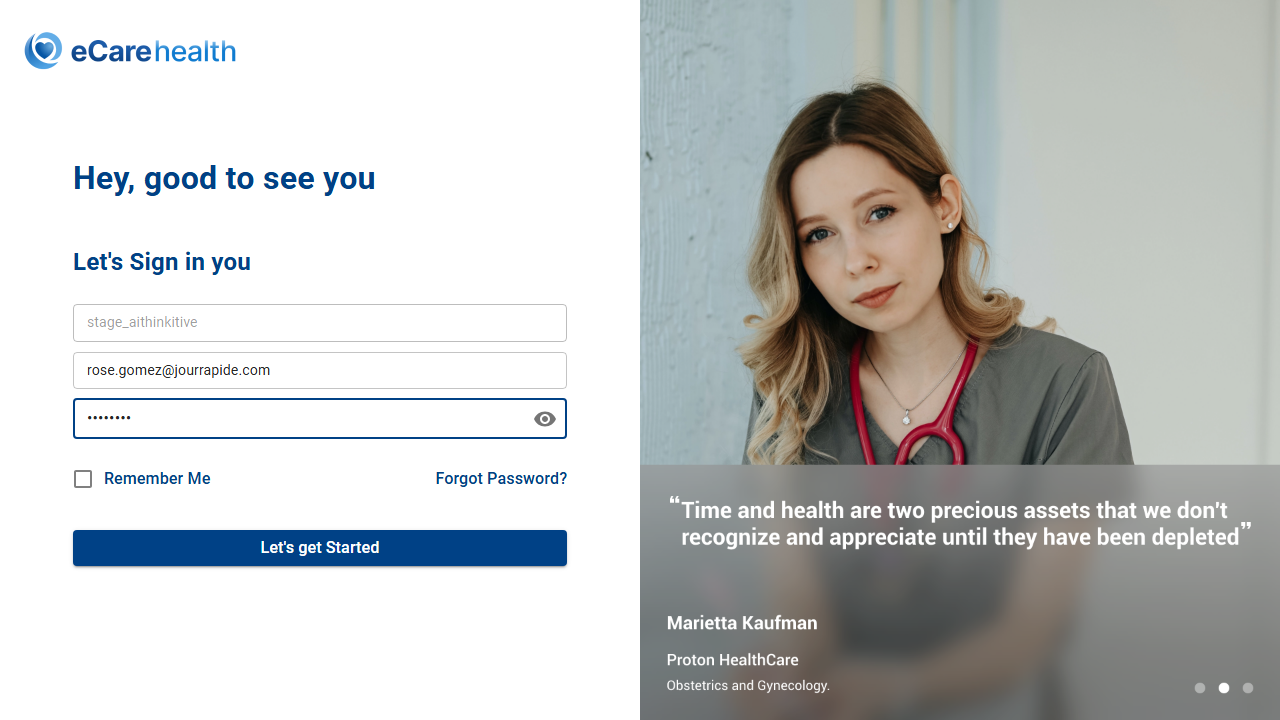 eCarehealth
Hey, good to see you
Let's Sign in you
stage_aithinkitive
rose.gomez@jourrapide.com
••••••••
Remember Me
Forgot Password?
Let's get Started
❝Time and health are two precious assets that we don't
recognize and appreciate until they have been depleted❞
Marietta Kaufman
Proton HealthCare
Obstetrics and Gynecology.